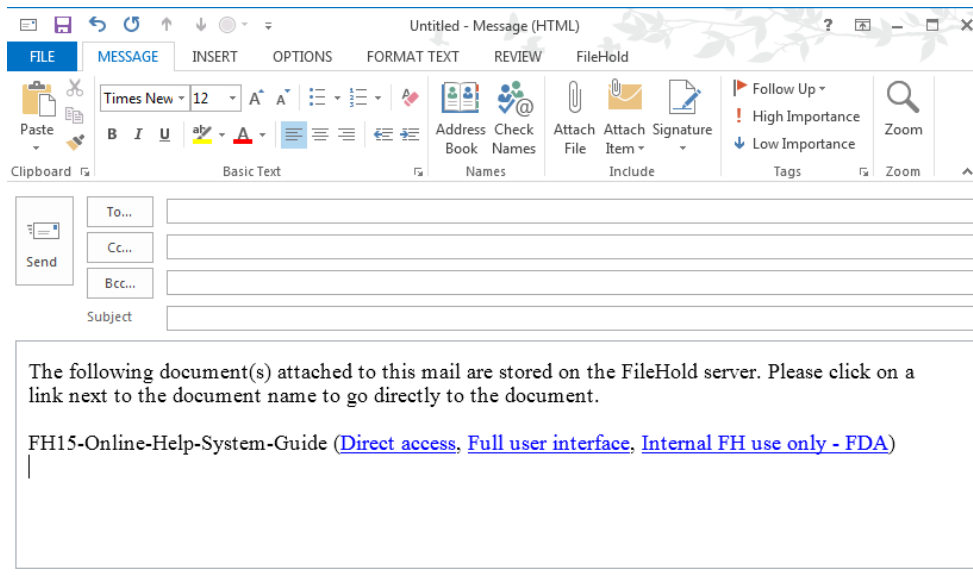 Untitled - Message (HTML)
FILE MESSAGE INSERT OPTIONS FORMAT TEXT REVIEW FileHold
Times New 12 Follow Up
High Importance
Paste B I U aby A Address Check Attach Attach Signature Zoom
Book Names File Item Low Importance
Clipboard Basic Text Names Include Tags Zoom
To...
Cc...
Send
Bcc...
Subject
The following document(s) attached to this mail are stored on the FileHold server. Please click on a
link next to the document name to go directly to the document.
FH15-Online-Help-System-Guide (Direct access, Full user interface, Internal FH use only - FDA)